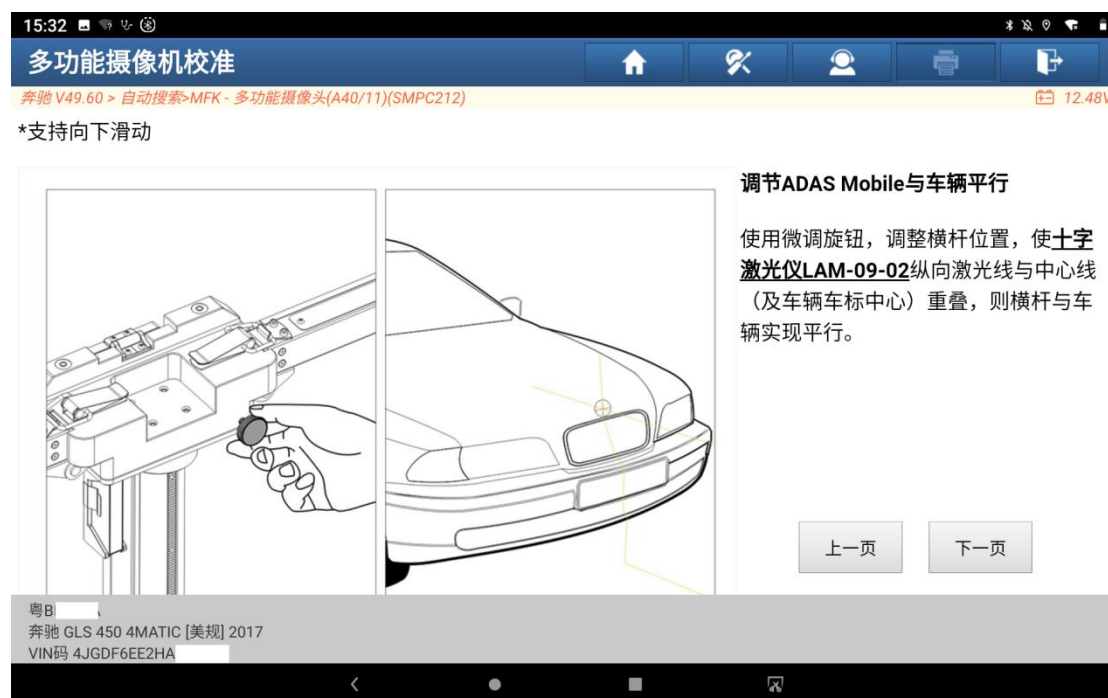 15:32
多功能摄像机校准
奔驰 V49.60 > 自动搜索>MFK - 多功能摄像头(A40/11)(SMPC212)
12.48V
*支持向下滑动
调节ADAS Mobile与车辆平行
使用微调旋钮，调整横杆位置，使十字
激光仪LAM-09-02纵向激光线与中心线
（及车辆车标中心）重叠，则横杆与车
辆实现平行。
上一页
下一页
粤B
奔驰 GLS 450 4MATIC [美规] 2017
VIN码 4JGDF6EE2HA